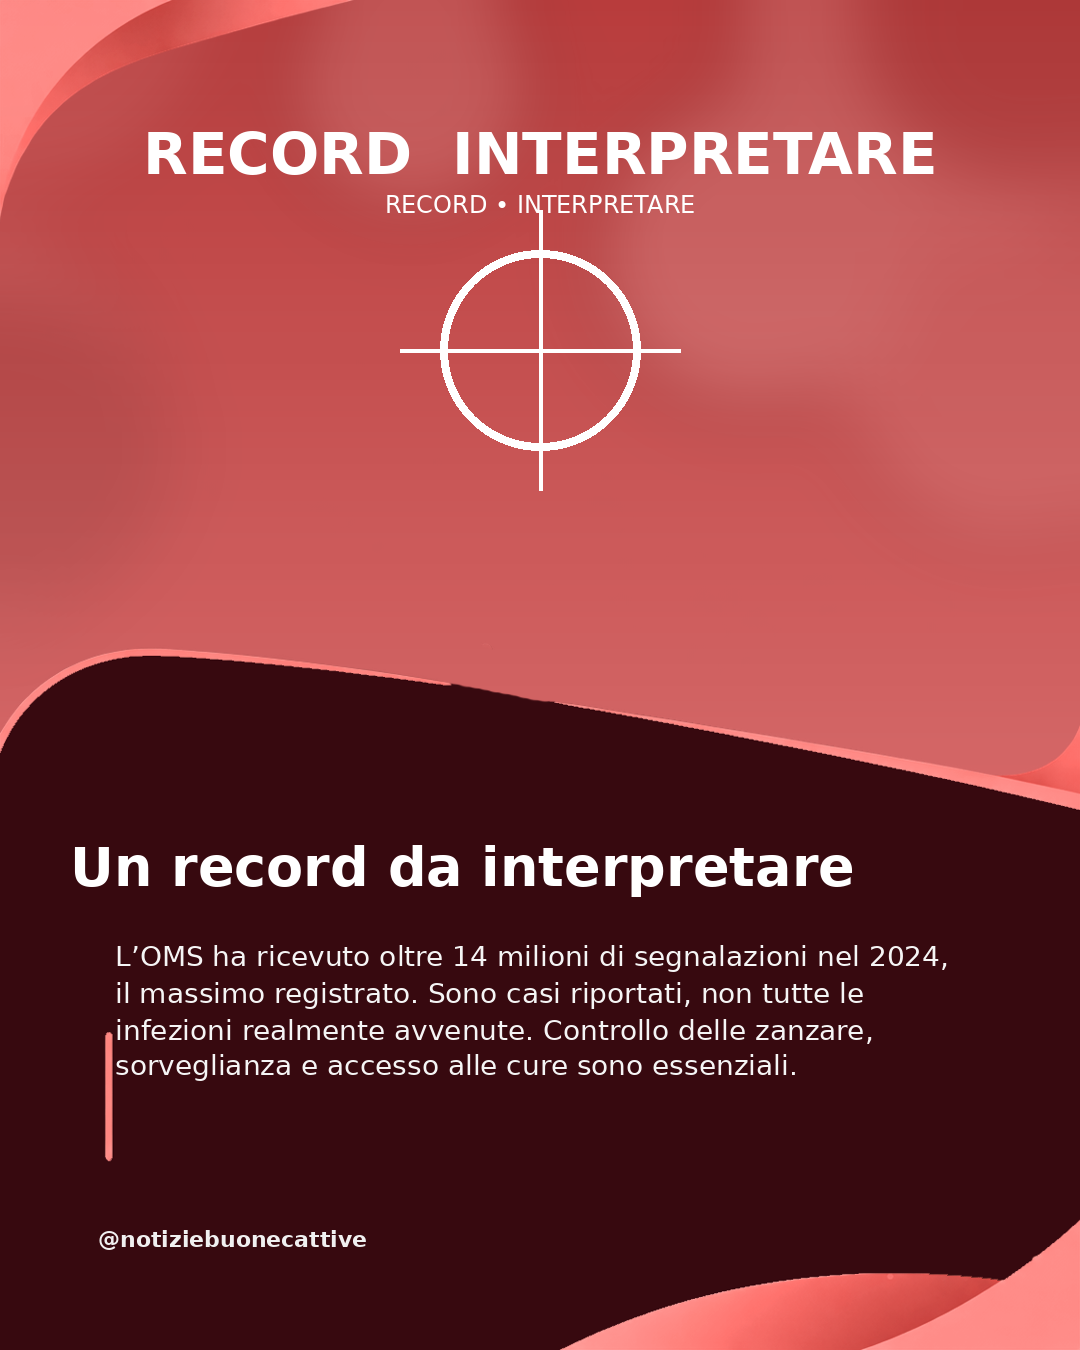 RECORD INTERPRETARE
RECORD • INTERPRETARE
Un record da interpretare
L’OMS ha ricevuto oltre 14 milioni di segnalazioni nel 2024,
il massimo registrato. Sono casi riportati, non tutte le
infezioni realmente avvenute. Controllo delle zanzare,
sorveglianza e accesso alle cure sono essenziali.
@notiziebuonecattive